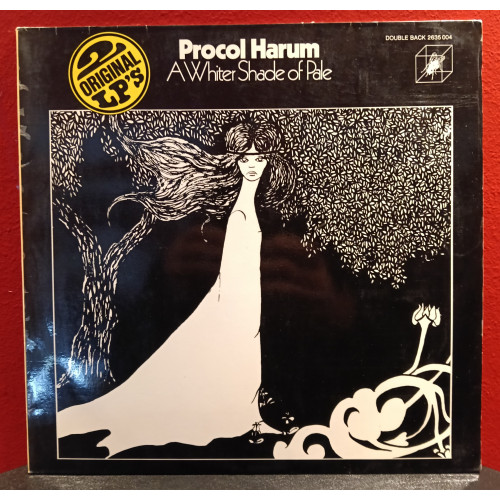 2 ORIGINAL LP's
Procol Harum
A Whiter Shade of Pale
DOUBLE BACK 2635 004